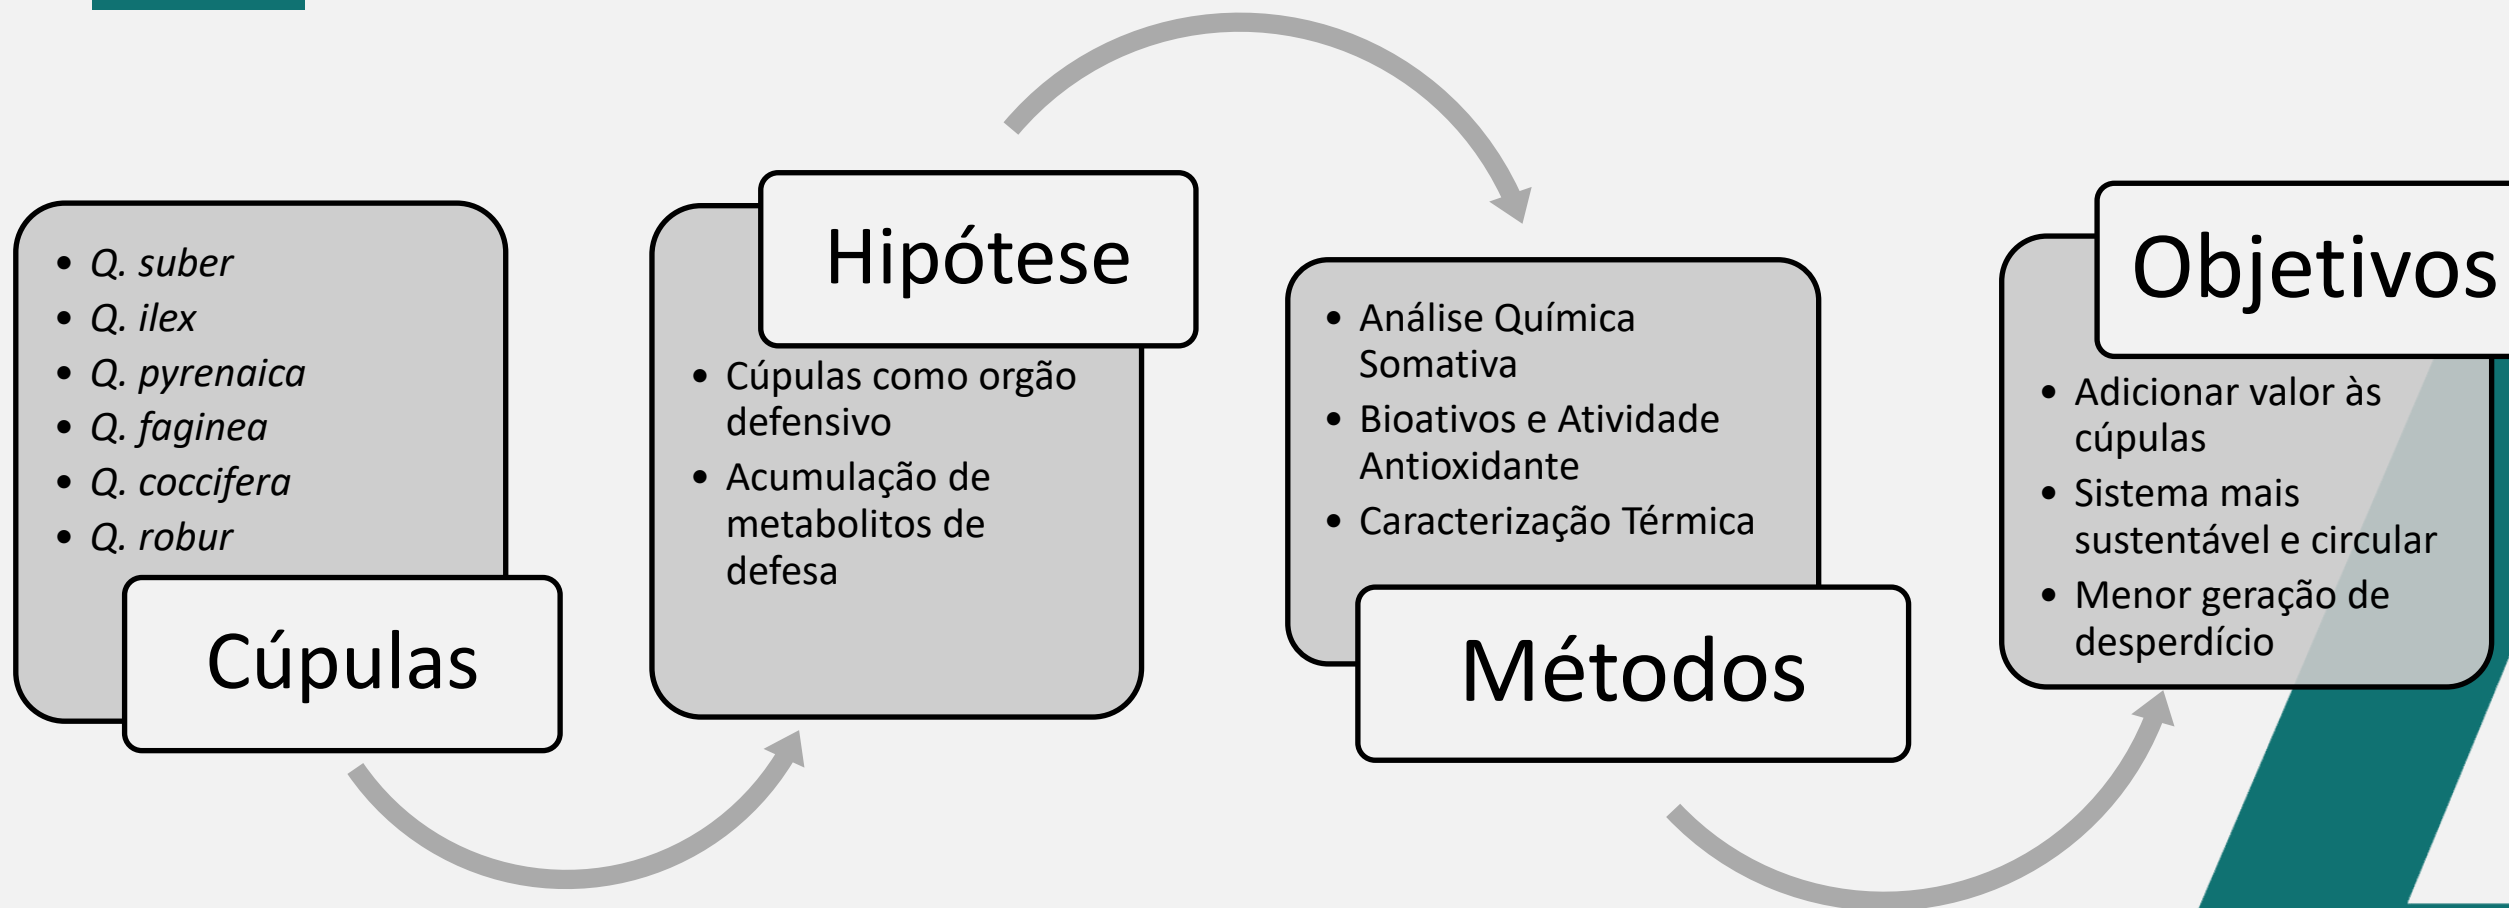 • Q. suber
• Q. ilex
• Q. pyrenaica
• Q. faginea
• Q. coccifera
• Q. robur
Cúpulas
Hipótese
• Cúpulas como orgão
defensivo
• Acumulação de
metabolitos de
defesa
• Análise Química
Somativa
• Bioativos e Atividade
Antioxidante
• Caracterização Térmica
Métodos
Objetivos
• Adicionar valor às
cúpulas
• Sistema mais
sustentável e circular
• Menor geração de
desperdício